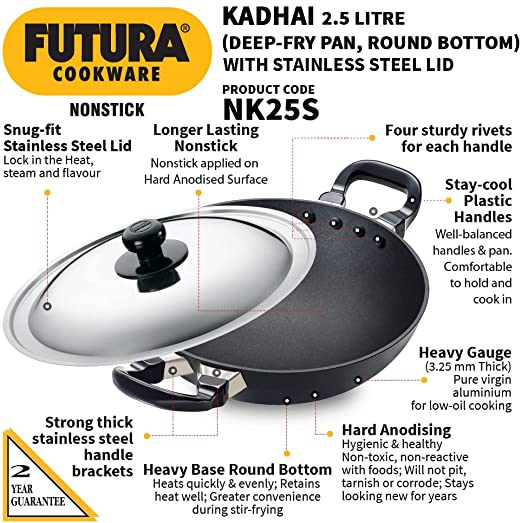 FUTURA®
COOKWARE
NONSTICK
KADHAI 2.5 LITRE
(DEEP-FRY PAN, ROUND BOTTOM)
WITH STAINLESS STEEL LID
PRODUCT CODE
NK25S
Snug-fit
Stainless Steel Lid
Lock in the Heat,
steam and flavour
Longer Lasting
Nonstick
Nonstick applied on
Hard Anodised Surface
Four sturdy rivets
for each handle
Stay-cool
Plastic
Handles
Well-balanced
handles & pan.
Comfortable
to hold and
cook in
Heavy Gauge
(3.25 mm Thick)
Pure virgin
aluminium
for low-oil cooking
Strong thick
stainless steel
handle
brackets
Heavy Base Round Bottom
Heats quickly & evenly; Retains
heat well; Greater convenience
during stir-frying
Hard Anodising
Hygienic & healthy
Non-toxic, non-reactive
with foods; Will not pit,
tarnish or corrode; Stays
looking new for years
2
YEAR
GUARANTEE